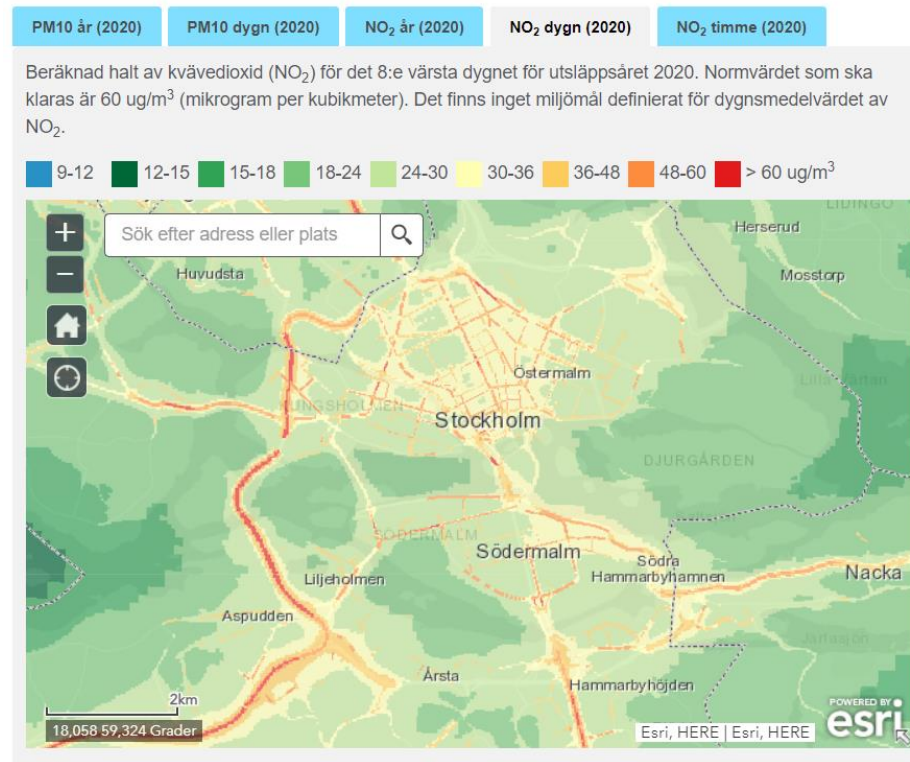 PM10 år (2020)
PM10 dygn (2020)
NO₂ år (2020)
NO₂ dygn (2020)
NO₂ timme (2020)
Beräknad halt av kvävedioxid (NO₂) för det 8:e värsta dygnet för utsläppsåret 2020. Normvärdet som ska
klaras är 60 ug/m³ (mikrogram per kubikmeter). Det finns inget miljömål definierat för dygnsmedelvärdet av
NO₂.
9-12 12-15 15-18 18-24 24-30 30-36 36-48 48-60 > 60 ug/m³
LIDINGÖ
Sök efter adress eller plats
Herserud
Huvudsta
Mosstorp
Östermalm
Lilla Värtan
KUNGSHOLMEN
Stockholm
DJURGÅRDEN
SÖDERMALM
Södermalm
Södra
Hammarbyhamnen
Nacka
Liljeholmen
Aspudden
Järlasjön
Årsta
Hammarbyhöjden
2km
18,058 59,324 Grader
Esri, HERE | Esri, HERE
POWERED BY
esri